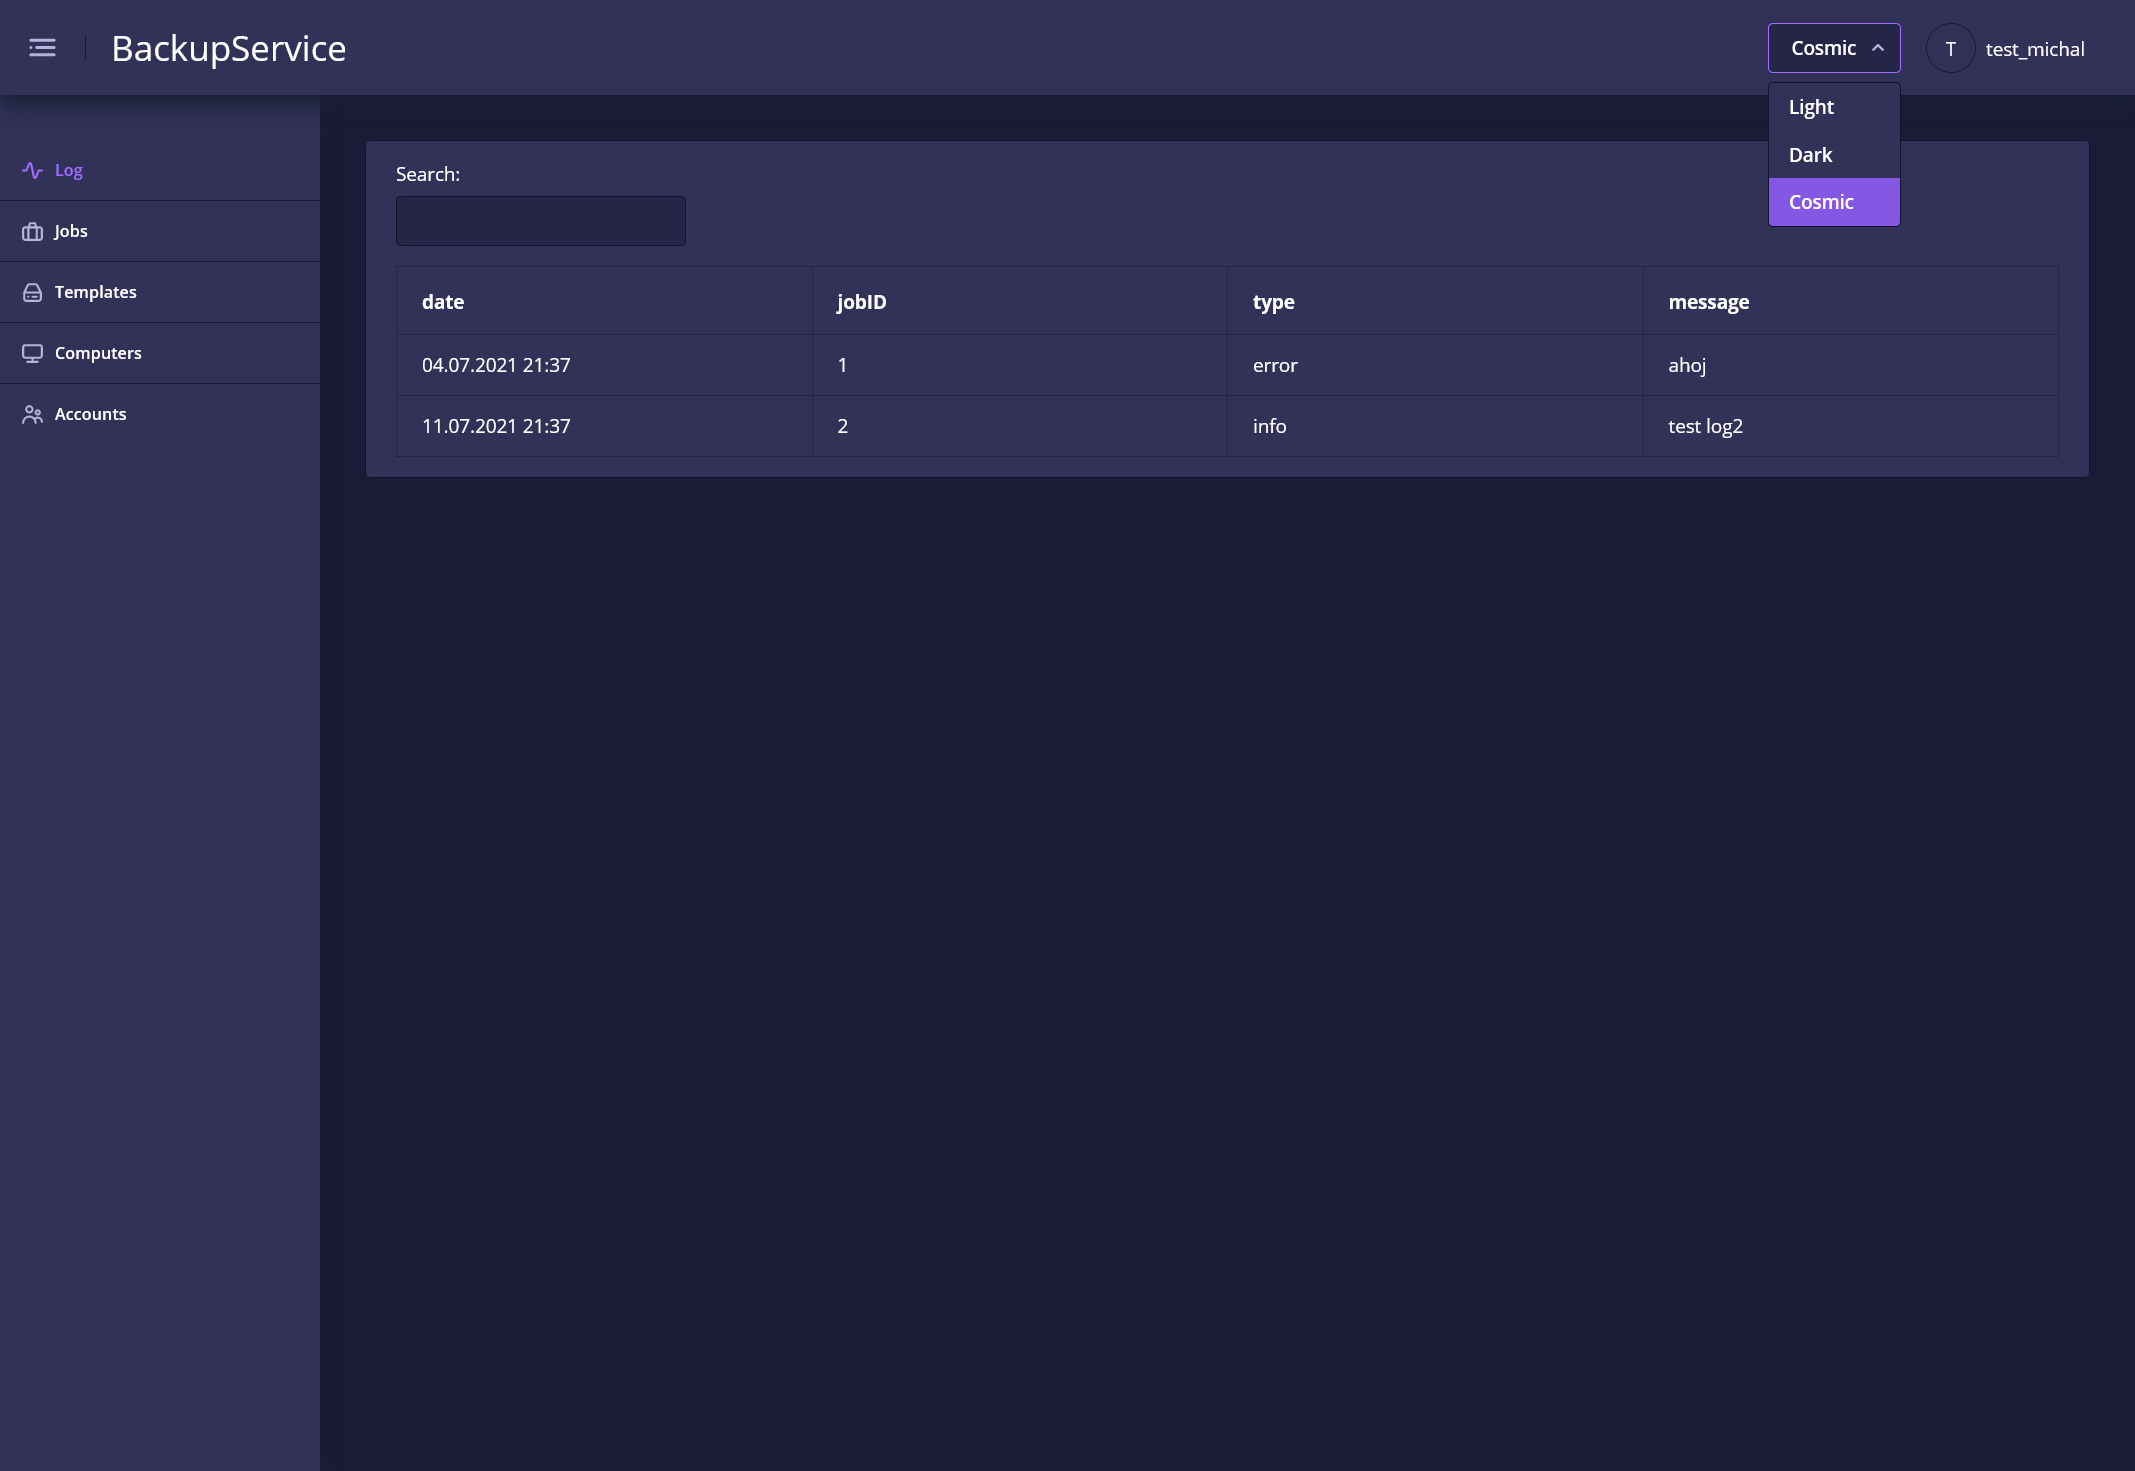 BackupService
Cosmic
T
test_michal
Light
Dark
Cosmic
Log
Jobs
Templates
Computers
Accounts
Search:
date jobID type message
04.07.2021 21:37 1 error ahoj
11.07.2021 21:37 2 info test log2